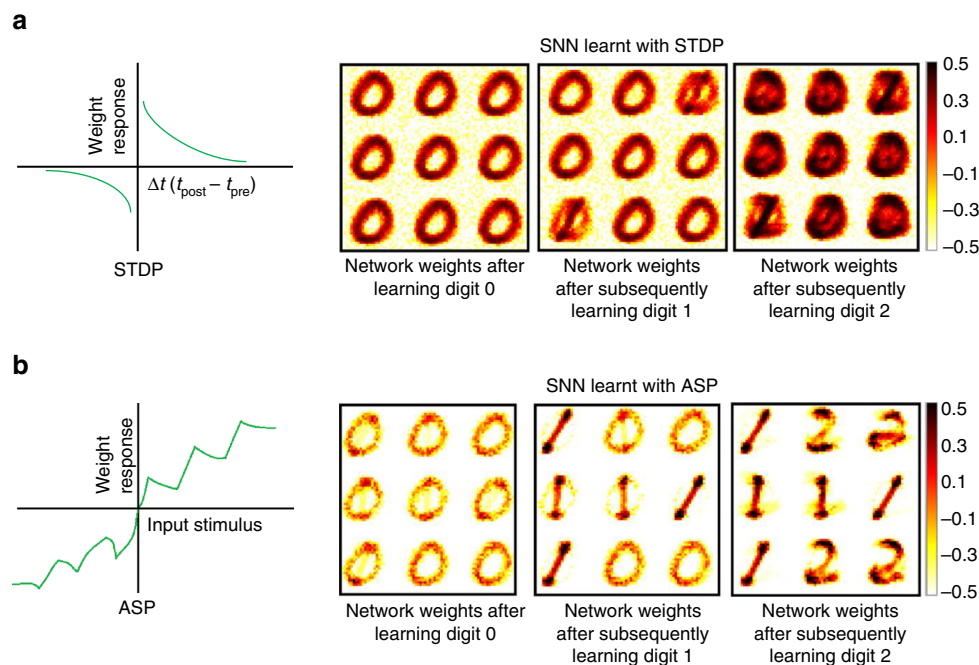 a
Weight
response
Δt (t_post – t_pre)
STDP
SNN learnt with STDP
0.5
0.3
0.1
–0.1
–0.3
–0.5
Network weights after
learning digit 0
Network weights
after subsequently
learning digit 1
Network weights
after subsequently
learning digit 2
b
Weight
response
Input stimulus
ASP
SNN learnt with ASP
0.5
0.3
0.1
–0.1
–0.3
–0.5
Network weights after
learning digit 0
Network weights
after subsequently
learning digit 1
Network weights
after subsequently
learning digit 2